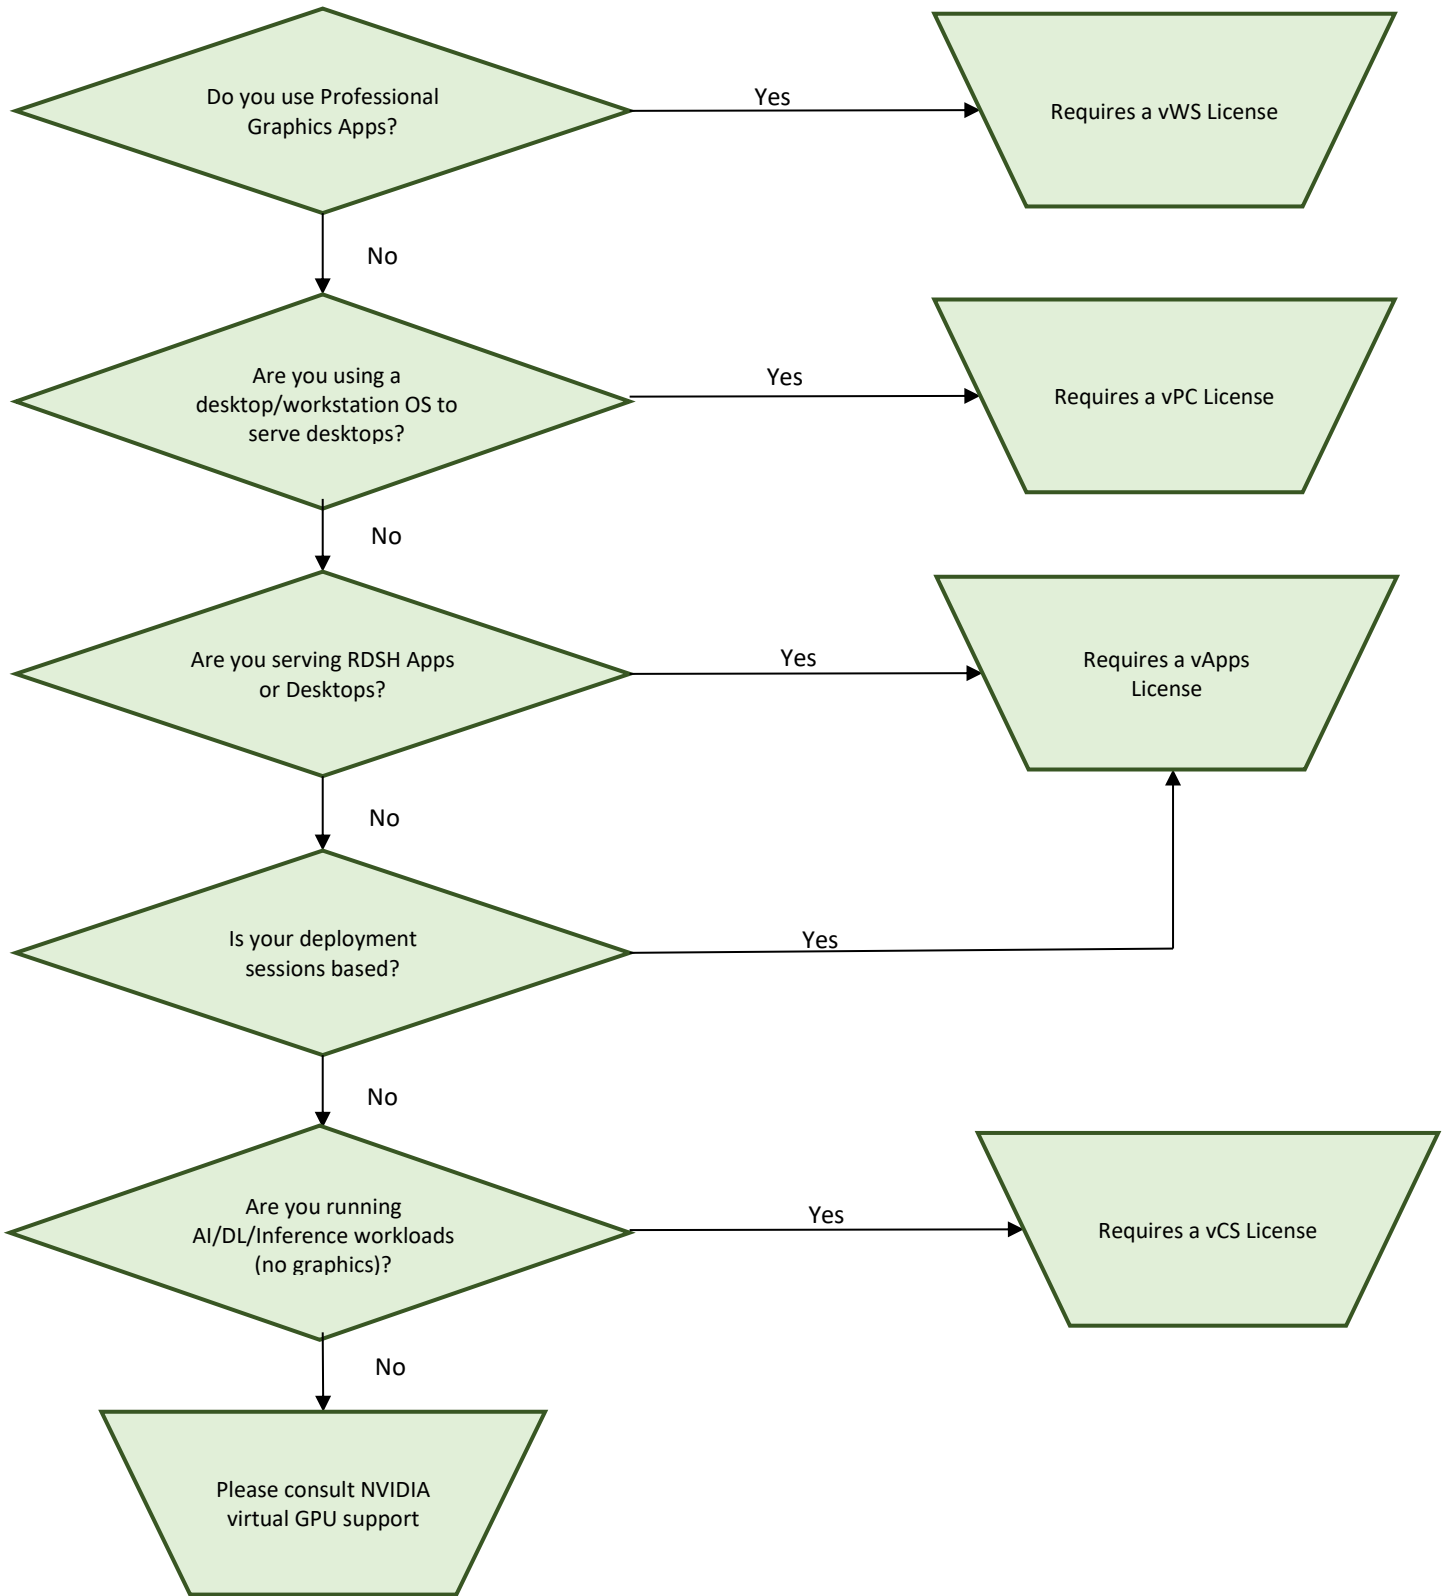 Do you use Professional
Graphics Apps?
Yes
Requires a vWS License
No
Are you using a
desktop/workstation OS to
serve desktops?
Yes
Requires a vPC License
No
Are you serving RDSH Apps
or Desktops?
Yes
Requires a vApps
License
No
Is your deployment
sessions based?
Yes
No
Are you running
AI/DL/Inference workloads
(no graphics)?
Yes
Requires a vCS License
No
Please consult NVIDIA
virtual GPU support